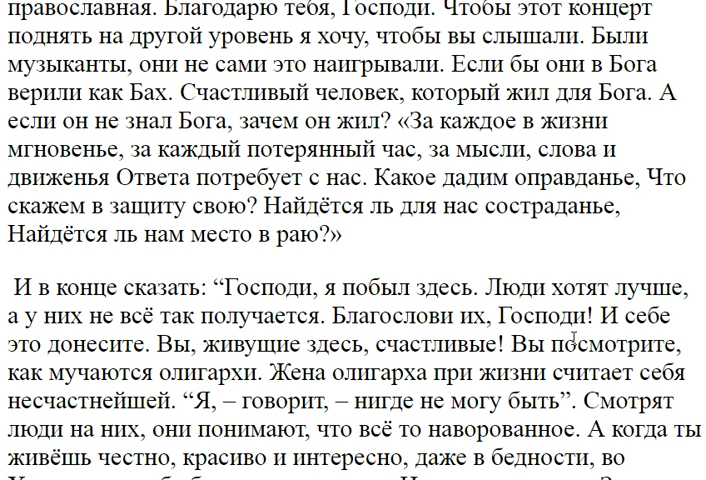 православная. Благодарю тебя, Господи. Чтобы этот концерт
поднять на другой уровень я хочу, чтобы вы слышали. Были
музыканты, они не сами это наигрывали. Если бы они в Бога
верили как Бах. Счастливый человек, который жил для Бога. А
если он не знал Бога, зачем он жил? «За каждое в жизни
мгновенье, за каждый потерянный час, за мысли, слова и
движенья Ответа потребует с нас. Какое дадим оправданье, Что
скажем в защиту свою? Найдётся ль для нас состраданье,
Найдётся ль нам место в раю?»
И в конце сказать: “Господи, я побыл здесь. Люди хотят лучше,
а у них не всё так получается. Благослови их, Господи! И себе
это донесите. Вы, живущие здесь, счастливые! Вы посмотрите,
как мучаются олигархи. Жена олигарха при жизни считает себя
несчастнейшей. “Я, – говорит, – нигде не могу быть”. Смотрят
люди на них, они понимают, что всё то наворованное. А когда ты
живёшь честно, красиво и интересно, даже в бедности, во